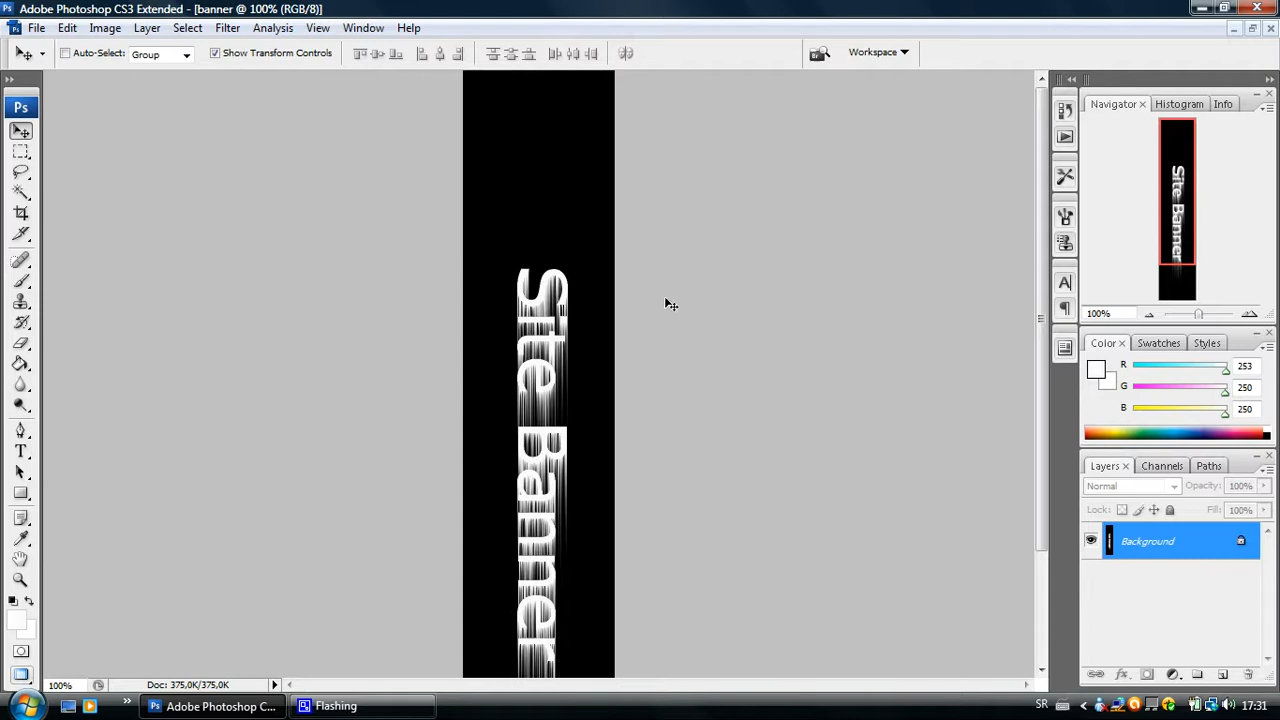 Adobe Photoshop CS3 Extended - [banner @ 100% (RGB/8)]
File Edit Image Layer Select Filter Analysis View Window Help
Auto-Select: Group Show Transform Controls Workspace
Ps
Navigator Histogram Info
Site Banner
100%
Color Swatches Styles
R 253
G 250
B 250
Site Banner
Layers Channels Paths
Normal Opacity: 100%
Lock: Fill: 100%
Background
100% Doc: 375,0K/375,0K
Adobe Photoshop C... Flashing SR 17:31